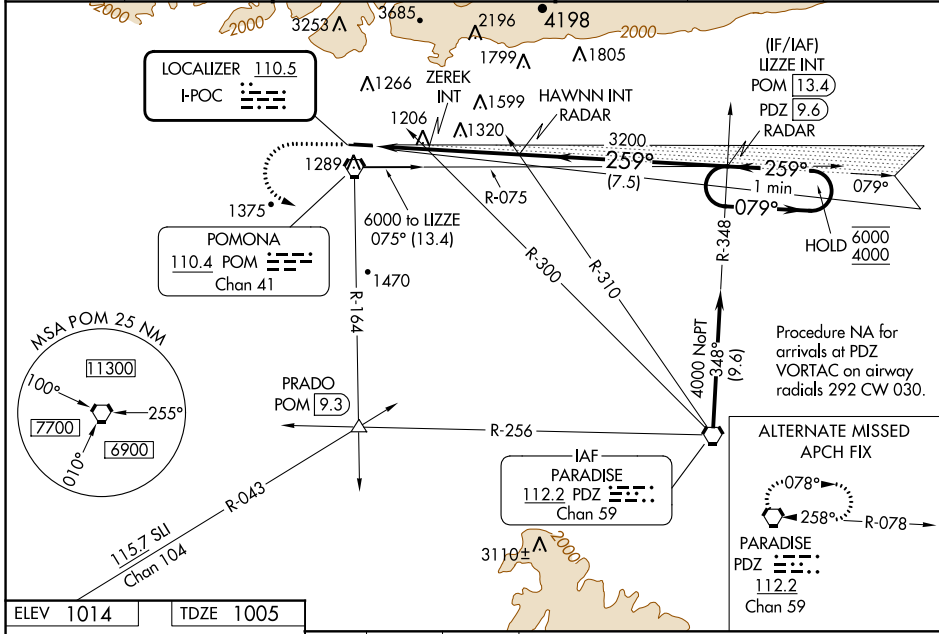 2000
2000
3253
3685
2196
4198
2000
1799
1805
(IF/IAF)
LIZZE INT
POM 13.4
PDZ 9.6
RADAR
LOCALIZER 110.5
I-POC
1266
ZEREK
INT
1599
HAWNN INT
RADAR
1206
1320
3200
1289
259°
(7.5)
259°
1 min
079°
079°
R-075
1375
6000 to LIZZE
075° (13.4)
HOLD 6000
4000
POMONA
110.4 POM
Chan 41
1470
R-164
R-300
R-310
R-348
4000 NoPT
348°
(9.6)
Procedure NA for
arrivals at PDZ
VORTAC on airway
radials 292 CW 030.
MSA POM 25 NM
11300
100°
255°
7700
6900
010°
PRADO
POM 9.3
R-256
IAF
PARADISE
112.2 PDZ
Chan 59
R-043
115.7 SLI
Chan 104
3110±
2000
ALTERNATE MISSED
APCH FIX
078°
258°
R-078
PARADISE
PDZ
112.2
Chan 59
ELEV 1014
TDZE 1005